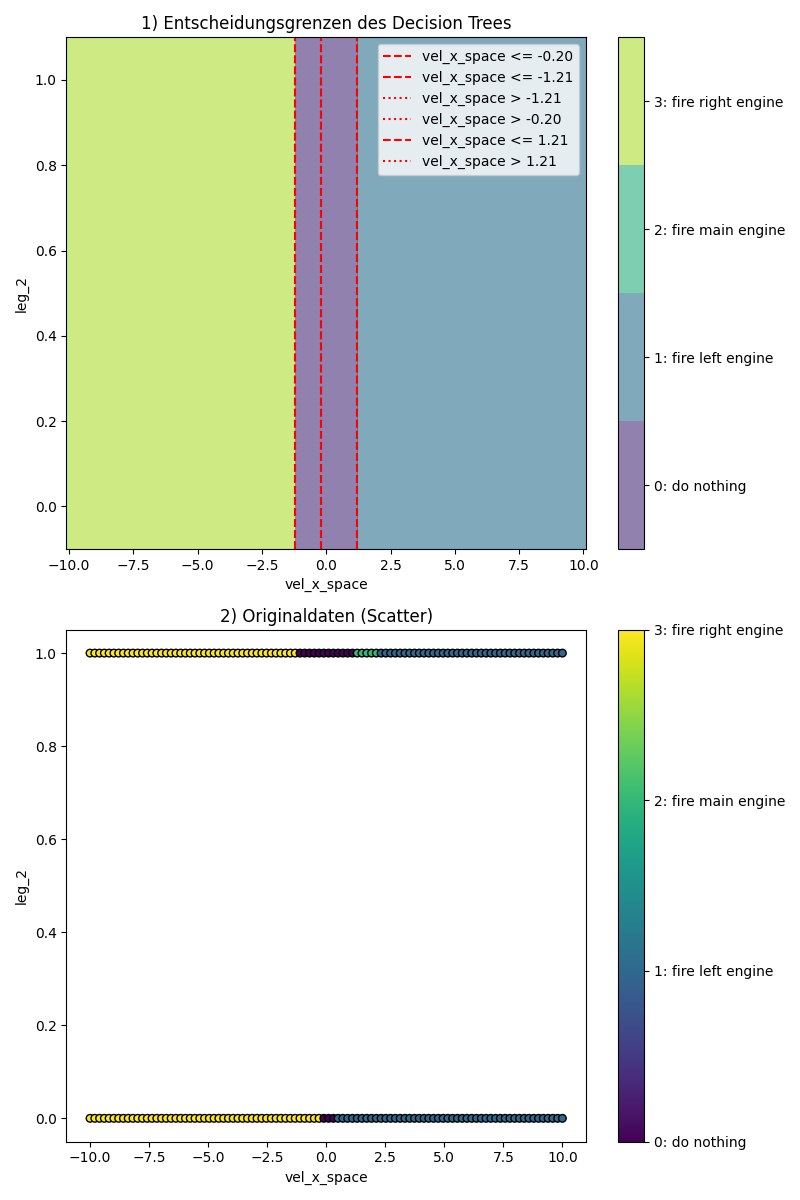 1) Entscheidungsgrenzen des Decision Trees
vel_x_space <= -0.20
vel_x_space <= -1.21
vel_x_space > -1.21
vel_x_space > -0.20
vel_x_space <= 1.21
vel_x_space > 1.21
1.0
0.8
0.6
0.4
0.2
0.0
leg_2
−10.0 −7.5 −5.0 −2.5 0.0 2.5 5.0 7.5 10.0
vel_x_space
3: fire right engine
2: fire main engine
1: fire left engine
0: do nothing
2) Originaldaten (Scatter)
1.0
0.8
0.6
0.4
0.2
0.0
leg_2
−10.0 −7.5 −5.0 −2.5 0.0 2.5 5.0 7.5 10.0
vel_x_space
3: fire right engine
2: fire main engine
1: fire left engine
0: do nothing